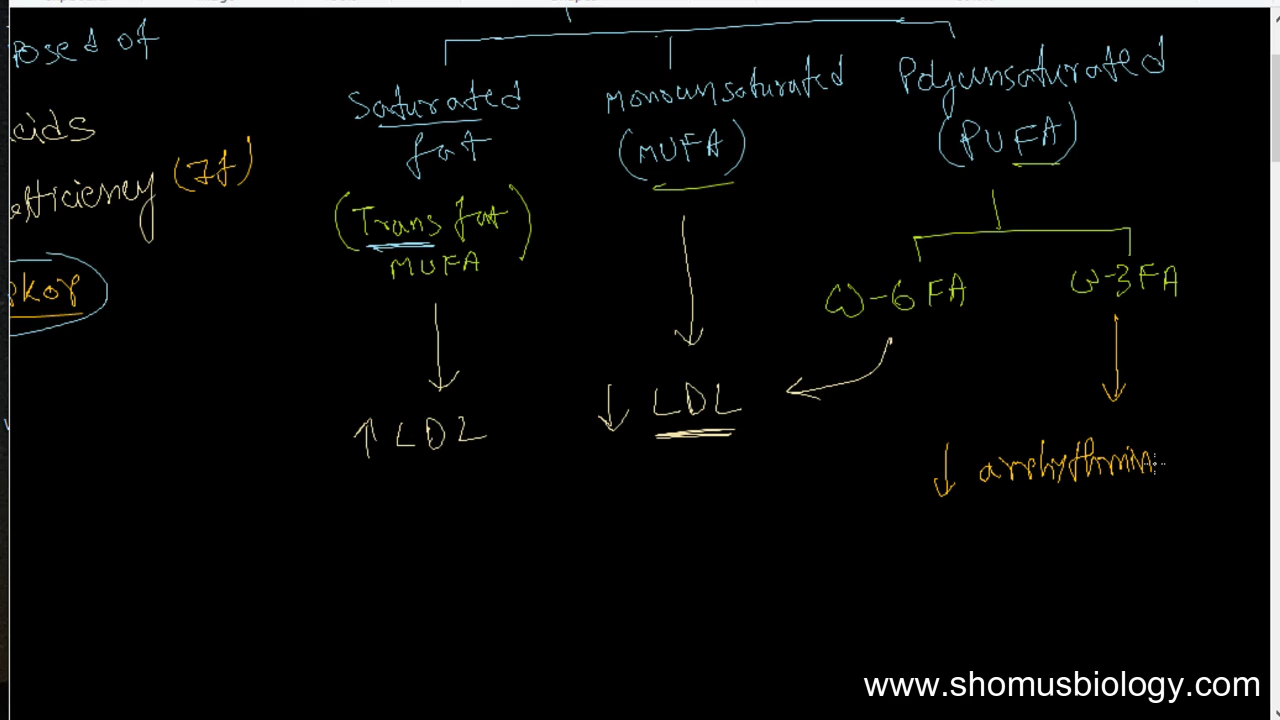 posed of
cids
efficiency (7f)
pkor
Saturated
fat
(Trans fat)
MUFA
↑ LDL
Monounsaturated
(MUFA)
↓ LDL
Polyunsaturated
(PUFA)
ω-6 FA
ω-3 FA
↓ arrhythmia
www.shomusbiology.com